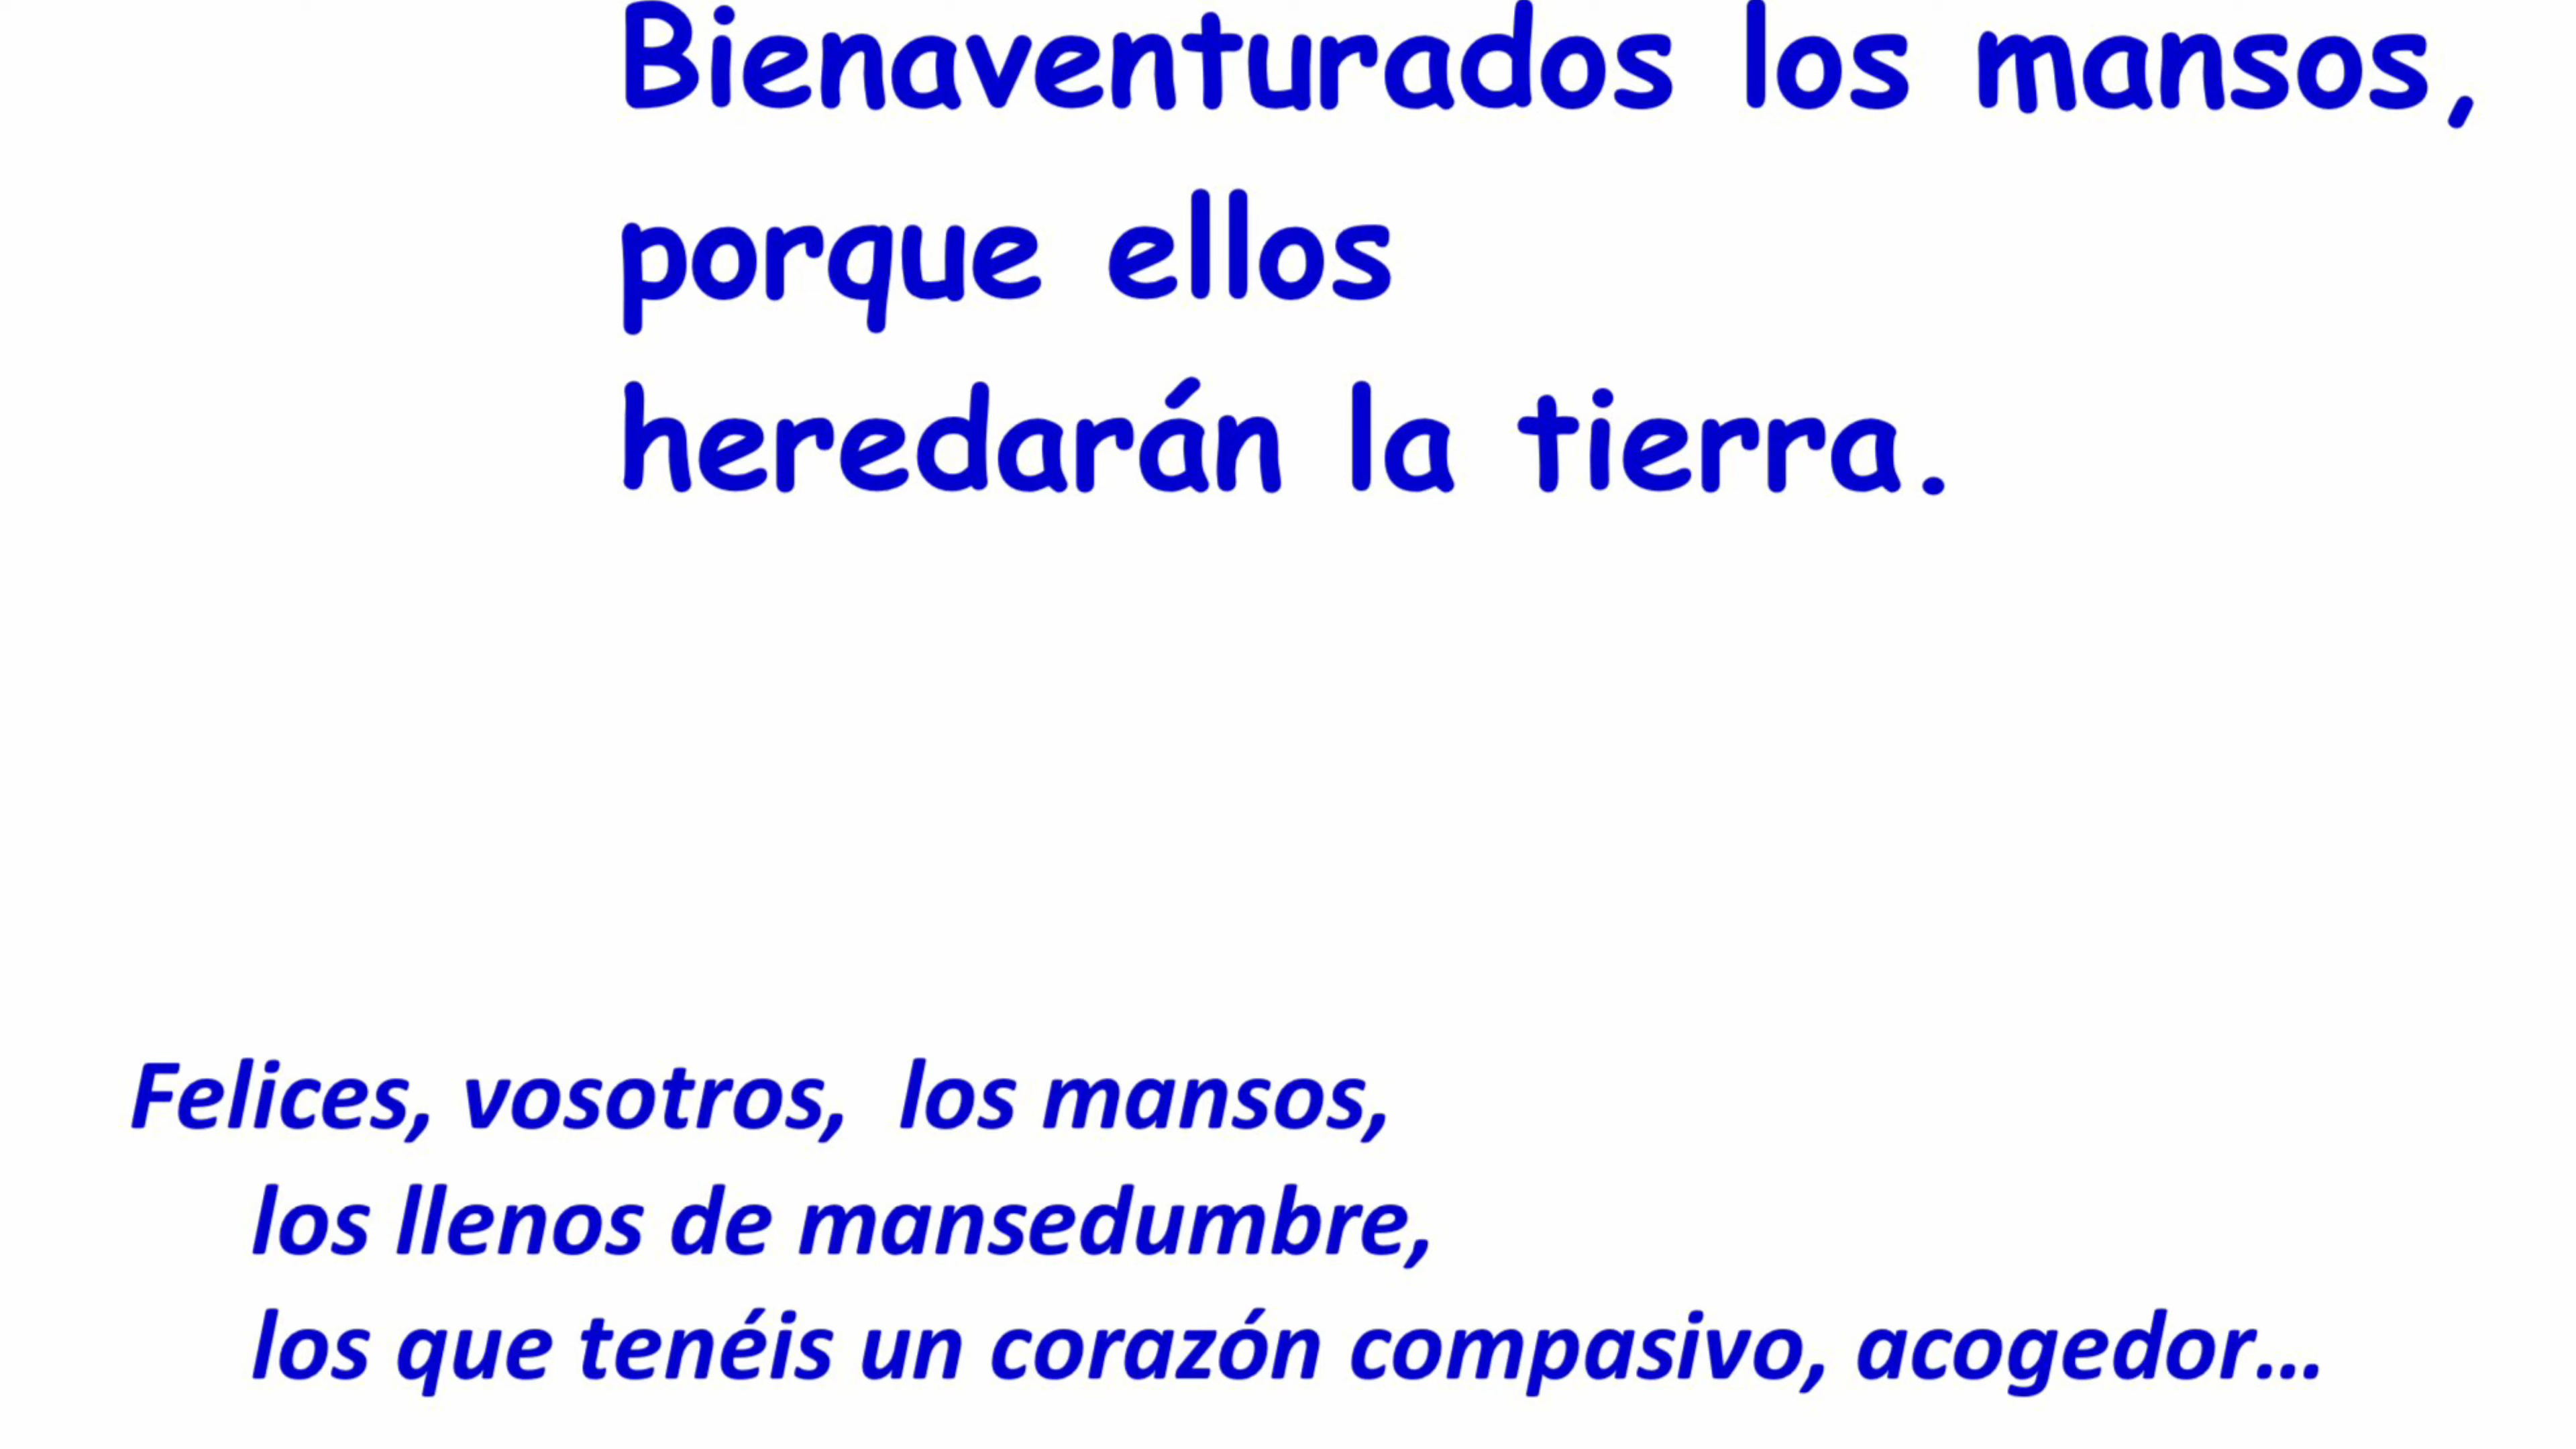 Bienaventurados los mansos,
porque ellos
heredarán la tierra.
Felices, vosotros,  los mansos,
los llenos de mansedumbre,
los que tenéis un corazón compasivo, acogedor…